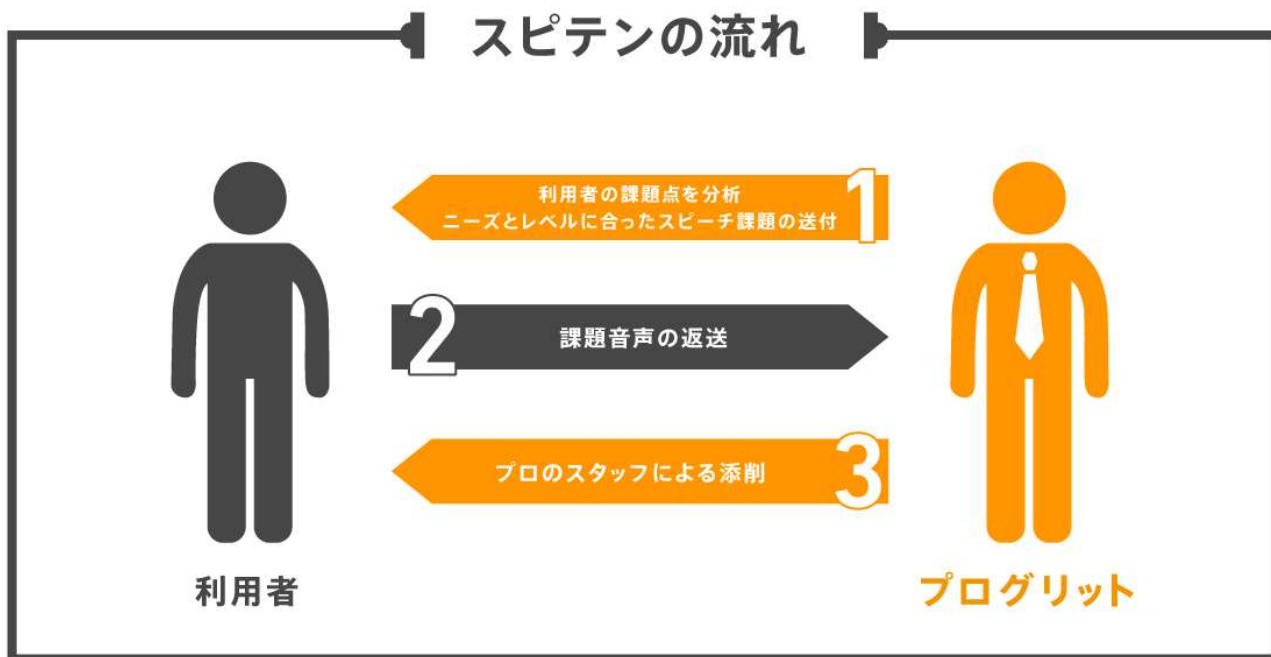 スピテンの流れ
利用者の課題点を分析
ニーズとレベルに合ったスピーチ課題の送付
1
2
課題音声の返送
プロのスタッフによる添削
3
利用者
プログリット